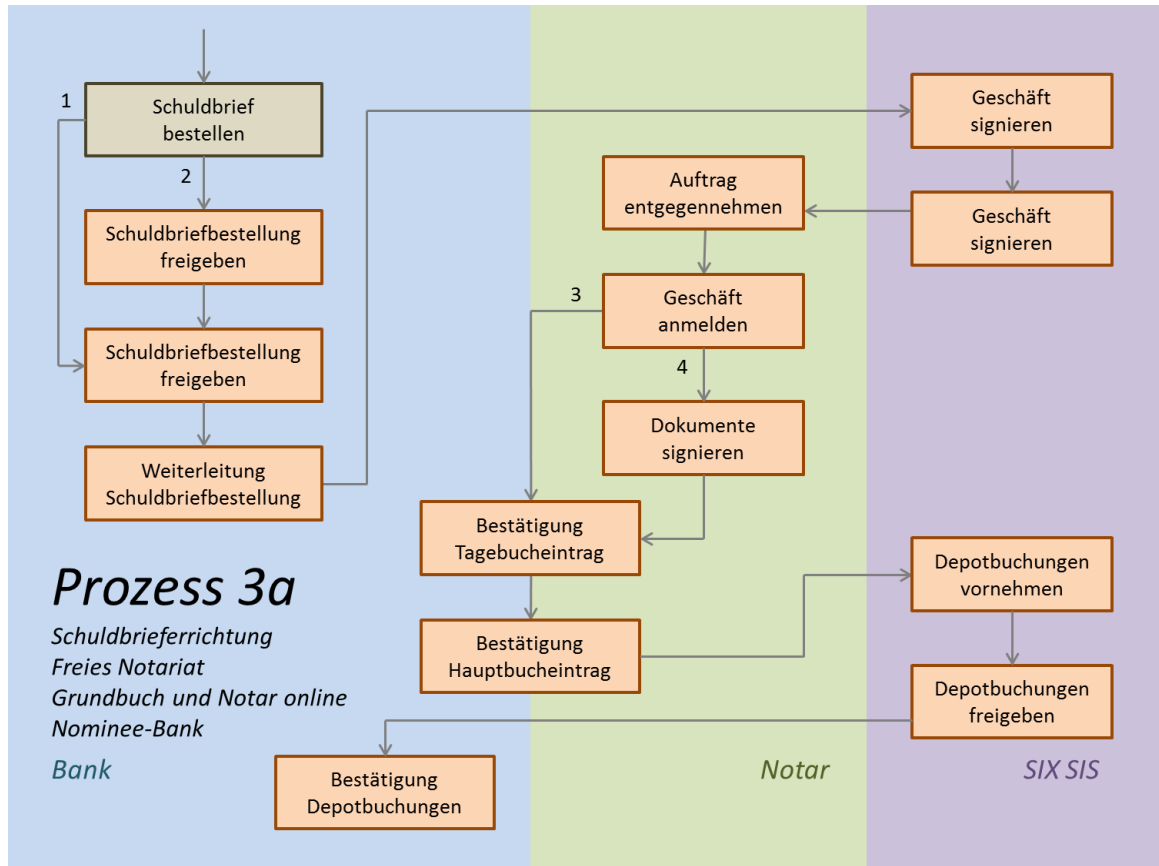 1
Schuldbrief
bestellen
2
Schuldbriefbestellung
freigeben
Schuldbriefbestellung
freigeben
Weiterleitung
Schuldbriefbestellung
Geschäft
signieren
Geschäft
signieren
Auftrag
entgegennehmen
Geschäft
anmelden
3
4
Dokumente
signieren
Bestätigung
Tagebucheintrag
Bestätigung
Hauptbucheintrag
Depotbuchungen
vornehmen
Depotbuchungen
freigeben
Bestätigung
Depotbuchungen
Prozess 3a
Schuldbrieferrichtung
Freies Notariat
Grundbuch und Notar online
Nominee-Bank
Bank
Notar
SIX SIS